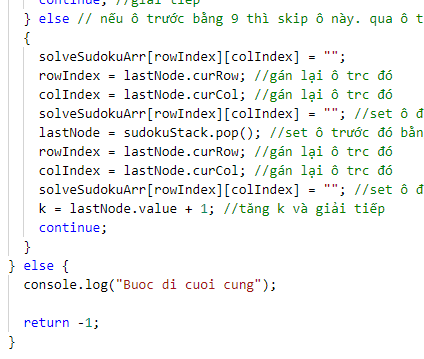 continue; //giải tiếp
} else // nếu ô trước bằng 9 thì skip ô này. qua ô t
{
solveSudokuArr[rowIndex][colIndex] = "";
rowIndex = lastNode.curRow; //gán lại ô trc đó
colIndex = lastNode.curCol; //gán lại ô trc đó
solveSudokuArr[rowIndex][colIndex] = ""; //set ô đ
lastNode = sudokuStack.pop(); //set ô trước đó bằn
rowIndex = lastNode.curRow; //gán lại ô trc đó
colIndex = lastNode.curCol; //gán lại ô trc đó
solveSudokuArr[rowIndex][colIndex] = ""; //set ô đ
k = lastNode.value + 1; //tăng k và giải tiếp
continue;
}
} else {
console.log("Buoc di cuoi cung");
return -1;
}